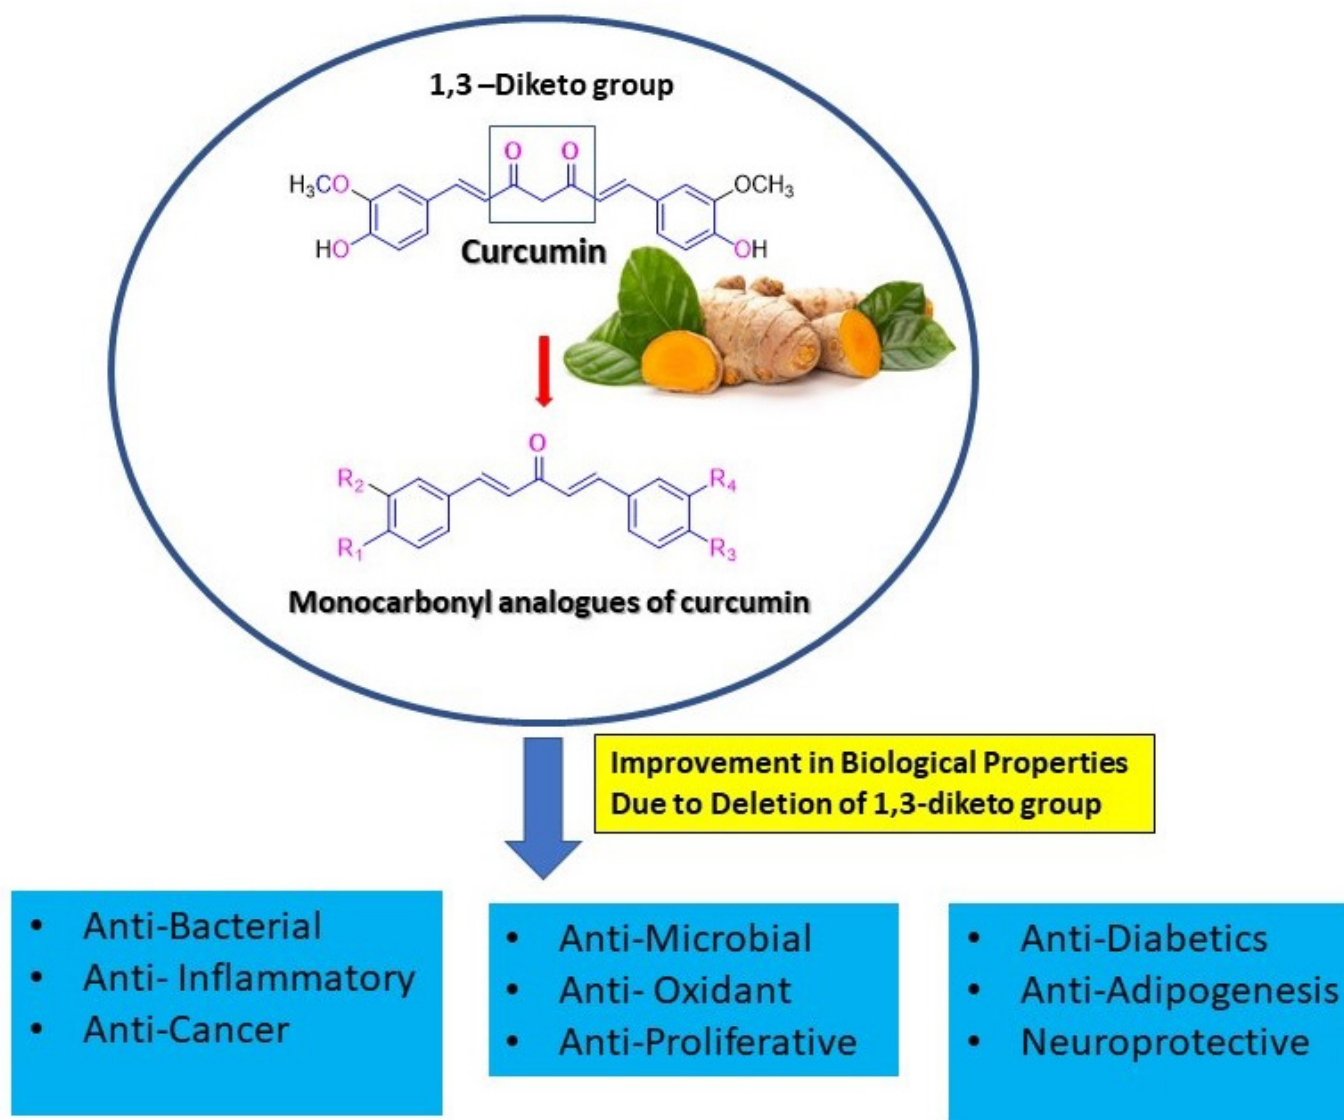 1,3 –Diketo group
O O
H₃CO OCH₃
HO OH
Curcumin
O
R₂ R₄
R₁ R₃
Monocarbonyl analogues of curcumin
Improvement in Biological Properties
Due to Deletion of 1,3-diketo group
• Anti-Bacterial
• Anti- Inflammatory
• Anti-Cancer
• Anti-Microbial
• Anti- Oxidant
• Anti-Proliferative
• Anti-Diabetics
• Anti-Adipogenesis
• Neuroprotective